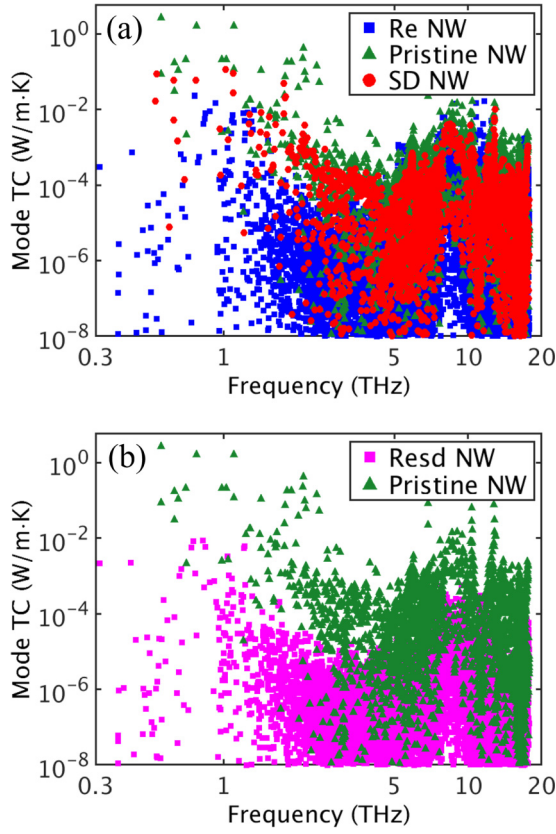 (a)
Re NW
Pristine NW
SD NW
Mode TC (W/m·K)
10^0
10^-2
10^-4
10^-6
10^-8
0.3 1 5 10 20
Frequency (THz)
(b)
Resd NW
Pristine NW
Mode TC (W/m·K)
10^0
10^-2
10^-4
10^-6
10^-8
0.3 1 5 10 20
Frequency (THz)